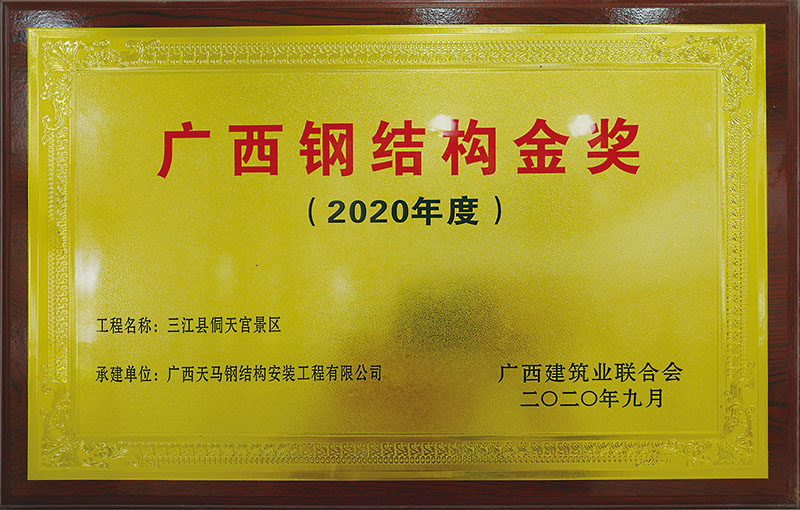 广西钢结构金奖
（2020年度）
工程名称：三江县侗天宫景区
承建单位：广西天马钢结构安装工程有限公司
广西建筑业联合会
二〇二〇年九月